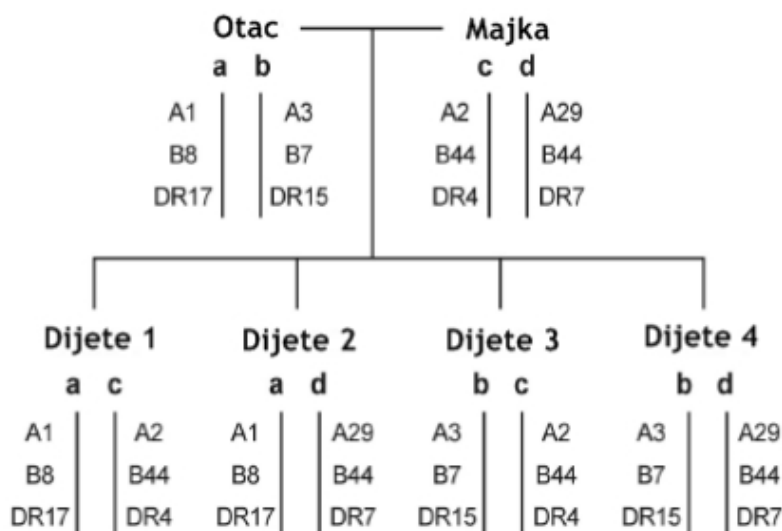 Otac Majka
a b c d
A1 A3 A2 A29
B8 B7 B44 B44
DR17 DR15 DR4 DR7
Dijete 1 Dijete 2 Dijete 3 Dijete 4
a c a d b c b d
A1 A2 A1 A29 A3 A2 A3 A29
B8 B44 B8 B44 B7 B44 B7 B44
DR17 DR4 DR17 DR7 DR15 DR4 DR15 DR7